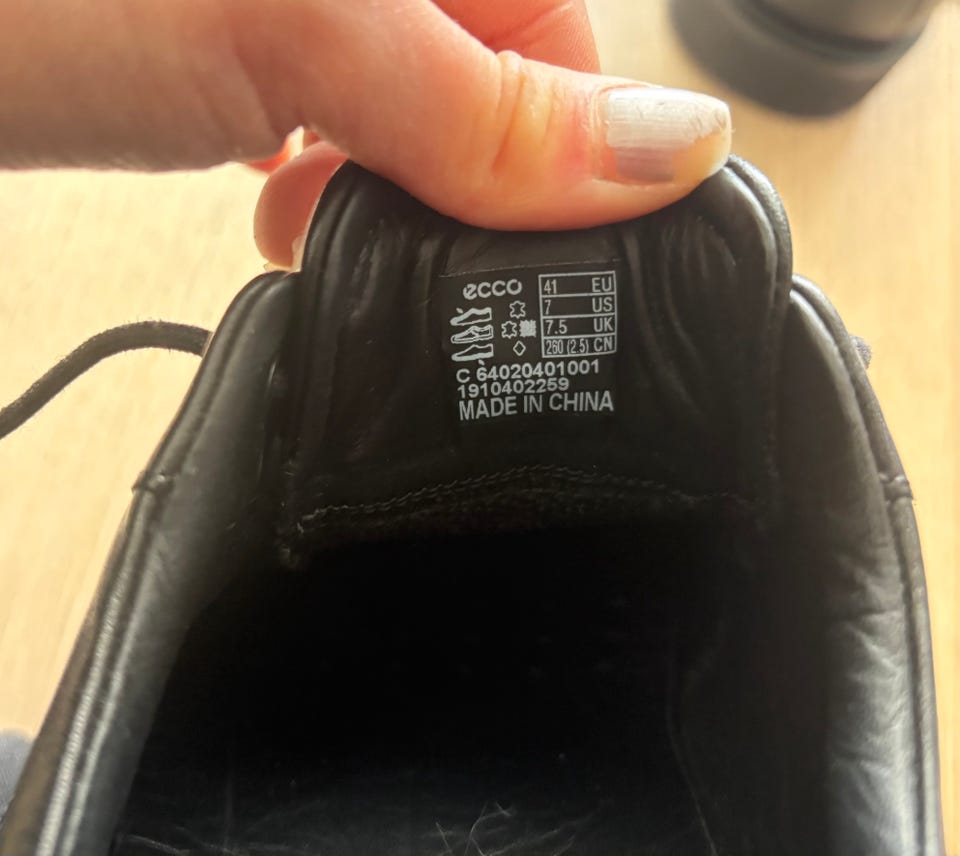 ecco
41 EU
7 US
7.5 UK
260 (2.5) CN
C 64020401001
1910402259
MADE IN CHINA